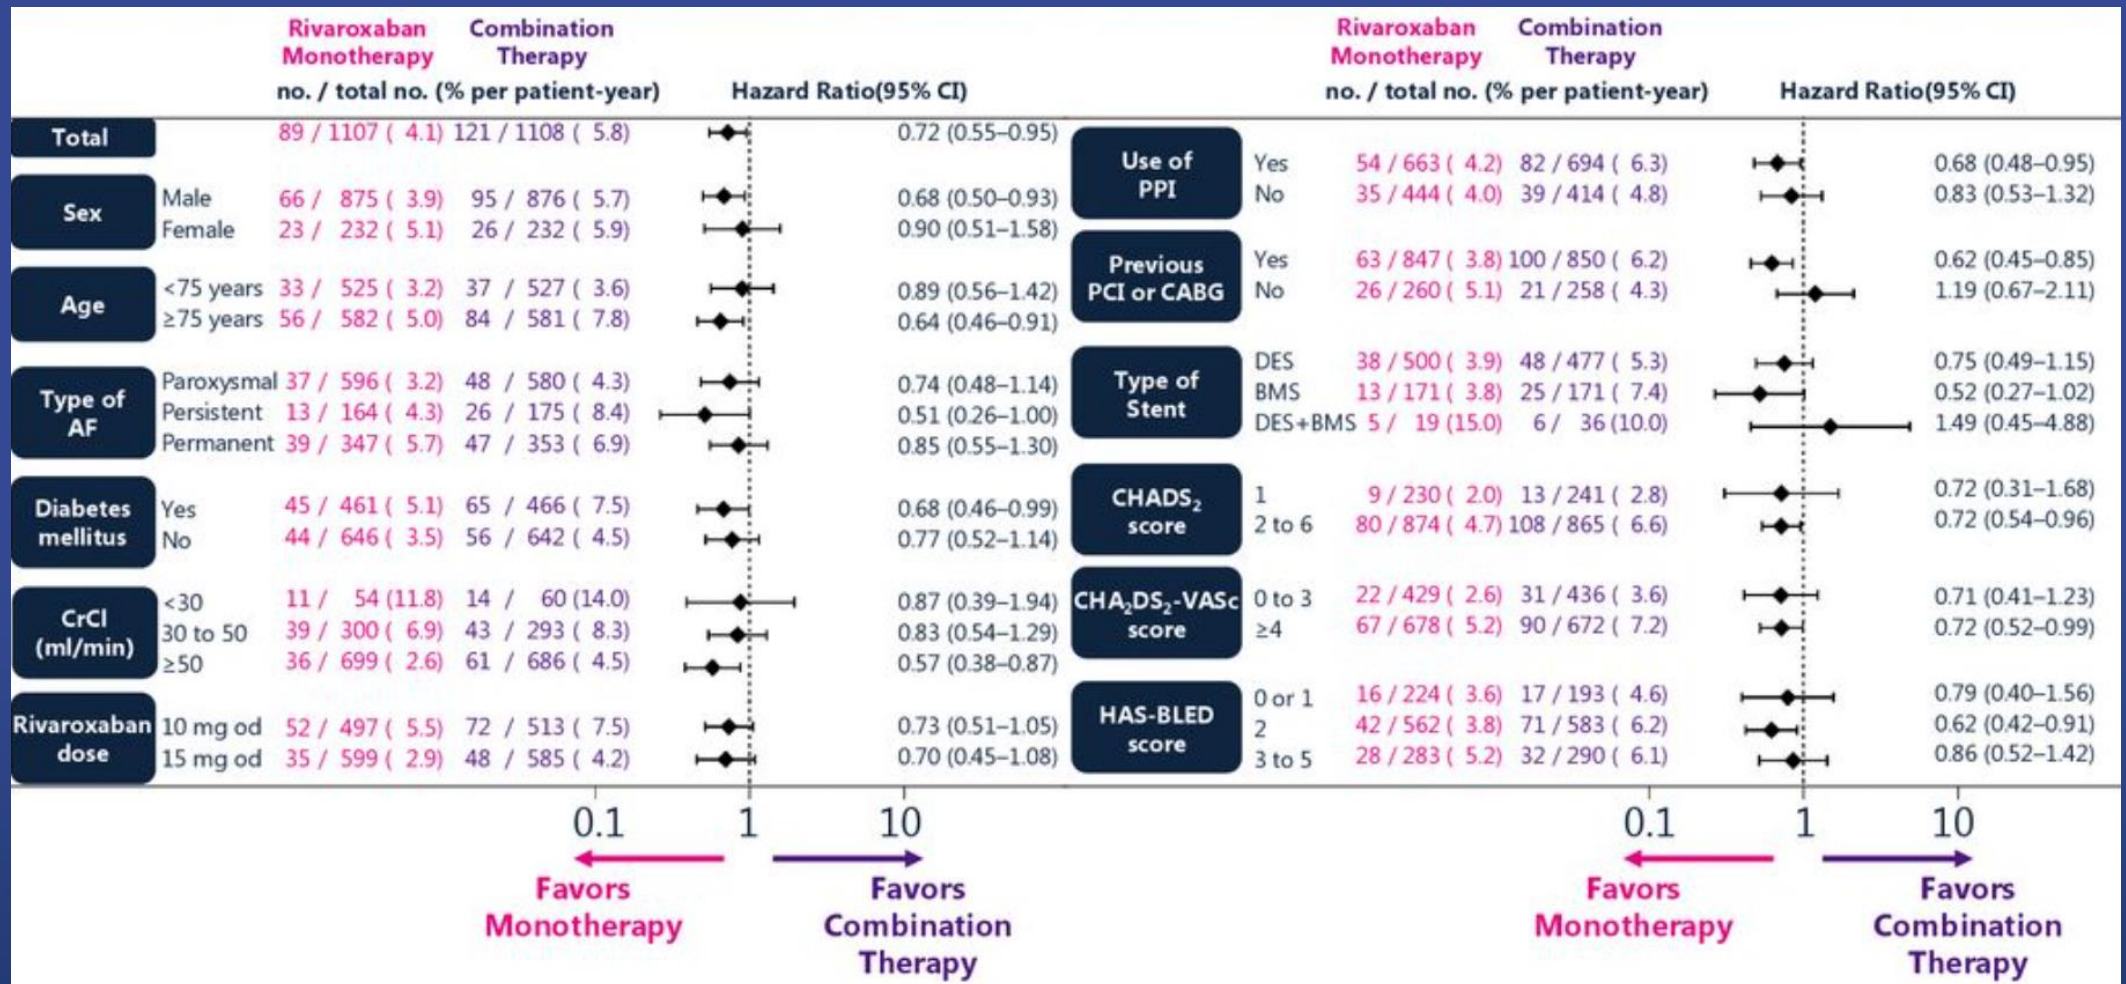 Rivaroxaban Combination
Monotherapy Therapy
no. / total no. (% per patient-year) Hazard Ratio(95% CI)
Total 89 / 1107 ( 4.1) 121 / 1108 ( 5.8) 0.72 (0.55–0.95)
Sex
Male 66 / 875 ( 3.9) 95 / 876 ( 5.7) 0.68 (0.50–0.93)
Female 23 / 232 ( 5.1) 26 / 232 ( 5.9) 0.90 (0.51–1.58)
Age
<75 years 33 / 525 ( 3.2) 37 / 527 ( 3.6) 0.89 (0.56–1.42)
≥75 years 56 / 582 ( 5.0) 84 / 581 ( 7.8) 0.64 (0.46–0.91)
Type of
AF
Paroxysmal 37 / 596 ( 3.2) 48 / 580 ( 4.3) 0.74 (0.48–1.14)
Persistent 13 / 164 ( 4.3) 26 / 175 ( 8.4) 0.51 (0.26–1.00)
Permanent 39 / 347 ( 5.7) 47 / 353 ( 6.9) 0.85 (0.55–1.30)
Diabetes
mellitus
Yes 45 / 461 ( 5.1) 65 / 466 ( 7.5) 0.68 (0.46–0.99)
No 44 / 646 ( 3.5) 56 / 642 ( 4.5) 0.77 (0.52–1.14)
CrCl
(ml/min)
<30 11 / 54 (11.8) 14 / 60 (14.0) 0.87 (0.39–1.94)
30 to 50 39 / 300 ( 6.9) 43 / 293 ( 8.3) 0.83 (0.54–1.29)
≥50 36 / 699 ( 2.6) 61 / 686 ( 4.5) 0.57 (0.38–0.87)
Rivaroxaban
dose
10 mg od 52 / 497 ( 5.5) 72 / 513 ( 7.5) 0.73 (0.51–1.05)
15 mg od 35 / 599 ( 2.9) 48 / 585 ( 4.2) 0.70 (0.45–1.08)
0.1 1 10
Favors Favors
Monotherapy Combination
Therapy
Rivaroxaban Combination
Monotherapy Therapy
no. / total no. (% per patient-year) Hazard Ratio(95% CI)
Use of
PPI
Yes 54 / 663 ( 4.2) 82 / 694 ( 6.3) 0.68 (0.48–0.95)
No 35 / 444 ( 4.0) 39 / 414 ( 4.8) 0.83 (0.53–1.32)
Previous
PCI or CABG
Yes 63 / 847 ( 3.8) 100 / 850 ( 6.2) 0.62 (0.45–0.85)
No 26 / 260 ( 5.1) 21 / 258 ( 4.3) 1.19 (0.67–2.11)
Type of
Stent
DES 38 / 500 ( 3.9) 48 / 477 ( 5.3) 0.75 (0.49–1.15)
BMS 13 / 171 ( 3.8) 25 / 171 ( 7.4) 0.52 (0.27–1.02)
DES+BMS 5 / 19 (15.0) 6 / 36 (10.0) 1.49 (0.45–4.88)
CHADS₂
score
1 9 / 230 ( 2.0) 13 / 241 ( 2.8) 0.72 (0.31–1.68)
2 to 6 80 / 874 ( 4.7) 108 / 865 ( 6.6) 0.72 (0.54–0.96)
CHA₂DS₂-VASc
score
0 to 3 22 / 429 ( 2.6) 31 / 436 ( 3.6) 0.71 (0.41–1.23)
≥4 67 / 678 ( 5.2) 90 / 672 ( 7.2) 0.72 (0.52–0.99)
HAS-BLED
score
0 or 1 16 / 224 ( 3.6) 17 / 193 ( 4.6) 0.79 (0.40–1.56)
2 42 / 562 ( 3.8) 71 / 583 ( 6.2) 0.62 (0.42–0.91)
3 to 5 28 / 283 ( 5.2) 32 / 290 ( 6.1) 0.86 (0.52–1.42)
0.1 1 10
Favors Favors
Monotherapy Combination
Therapy